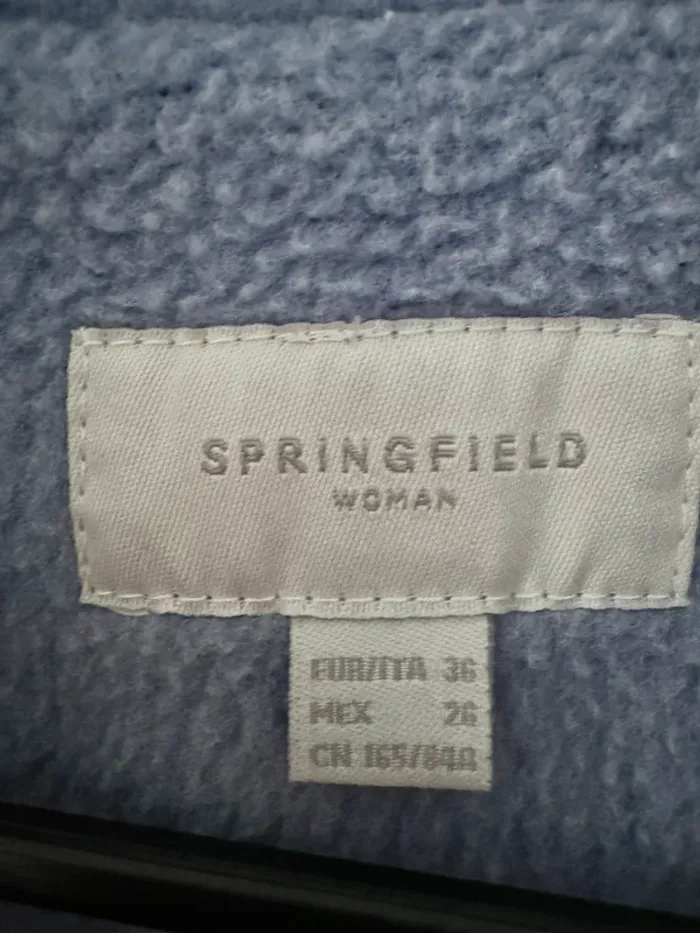 SPRINGFIELD
WOMAN
EUR/ITA 36
MEX 26
CN 165/84A